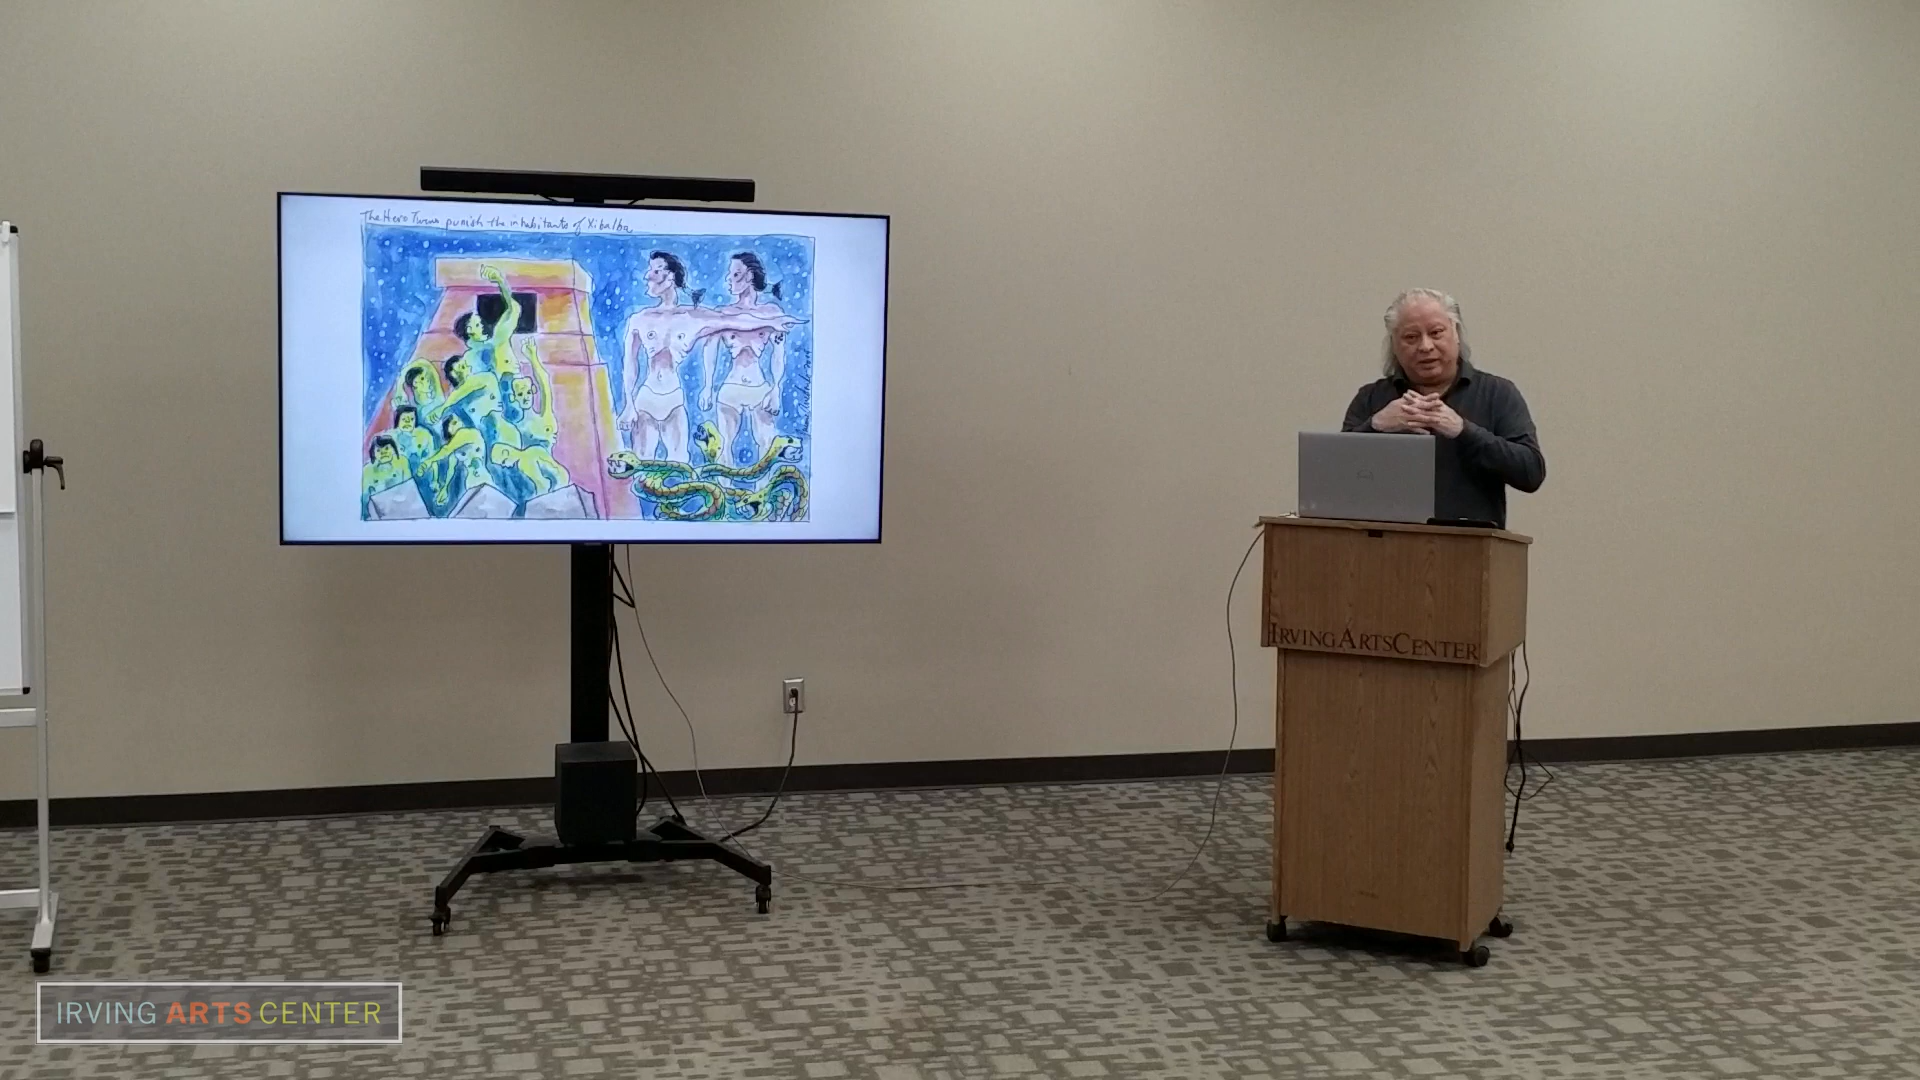 The Hero Twins punish the inhabitants of Xibalba
IRVINGARTSCENTER
IRVING ARTS CENTER